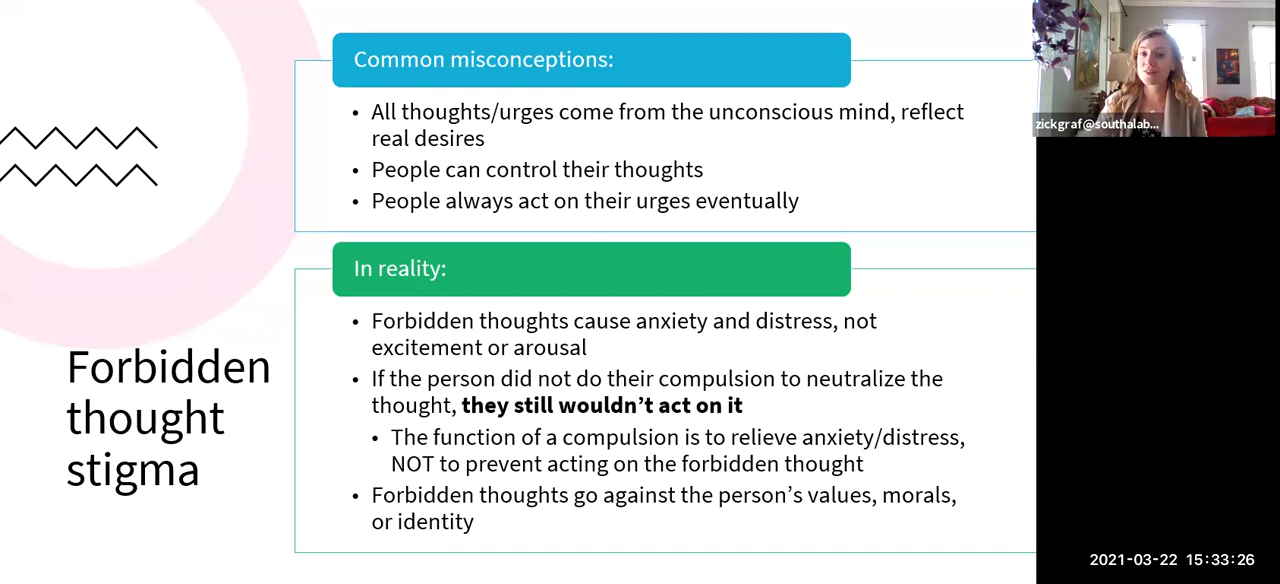 Common misconceptions:
• All thoughts/urges come from the unconscious mind, reflect
real desires
• People can control their thoughts
• People always act on their urges eventually
In reality:
• Forbidden thoughts cause anxiety and distress, not
excitement or arousal
• If the person did not do their compulsion to neutralize the
thought, they still wouldn’t act on it
• The function of a compulsion is to relieve anxiety/distress,
NOT to prevent acting on the forbidden thought
• Forbidden thoughts go against the person’s values, morals,
or identity
Forbidden
thought
stigma
zickgraf@southalab...
2021-03-22 15:33:26